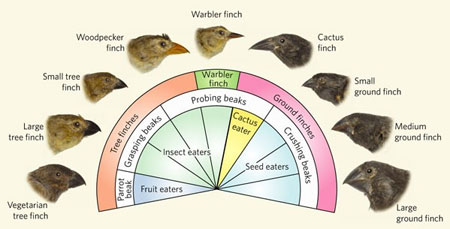 Warbler finch
Woodpecker
finch
Cactus
finch
Small tree
finch
Small
ground finch
Large
tree finch
Medium
ground finch
Vegetarian
tree finch
Large
ground finch
Warbler
finch
Tree finches
Ground finches
Probing beaks
Grasping beaks
Crushing beaks
Parrot
beak
Cactus
eater
Insect eaters
Seed eaters
Fruit eaters